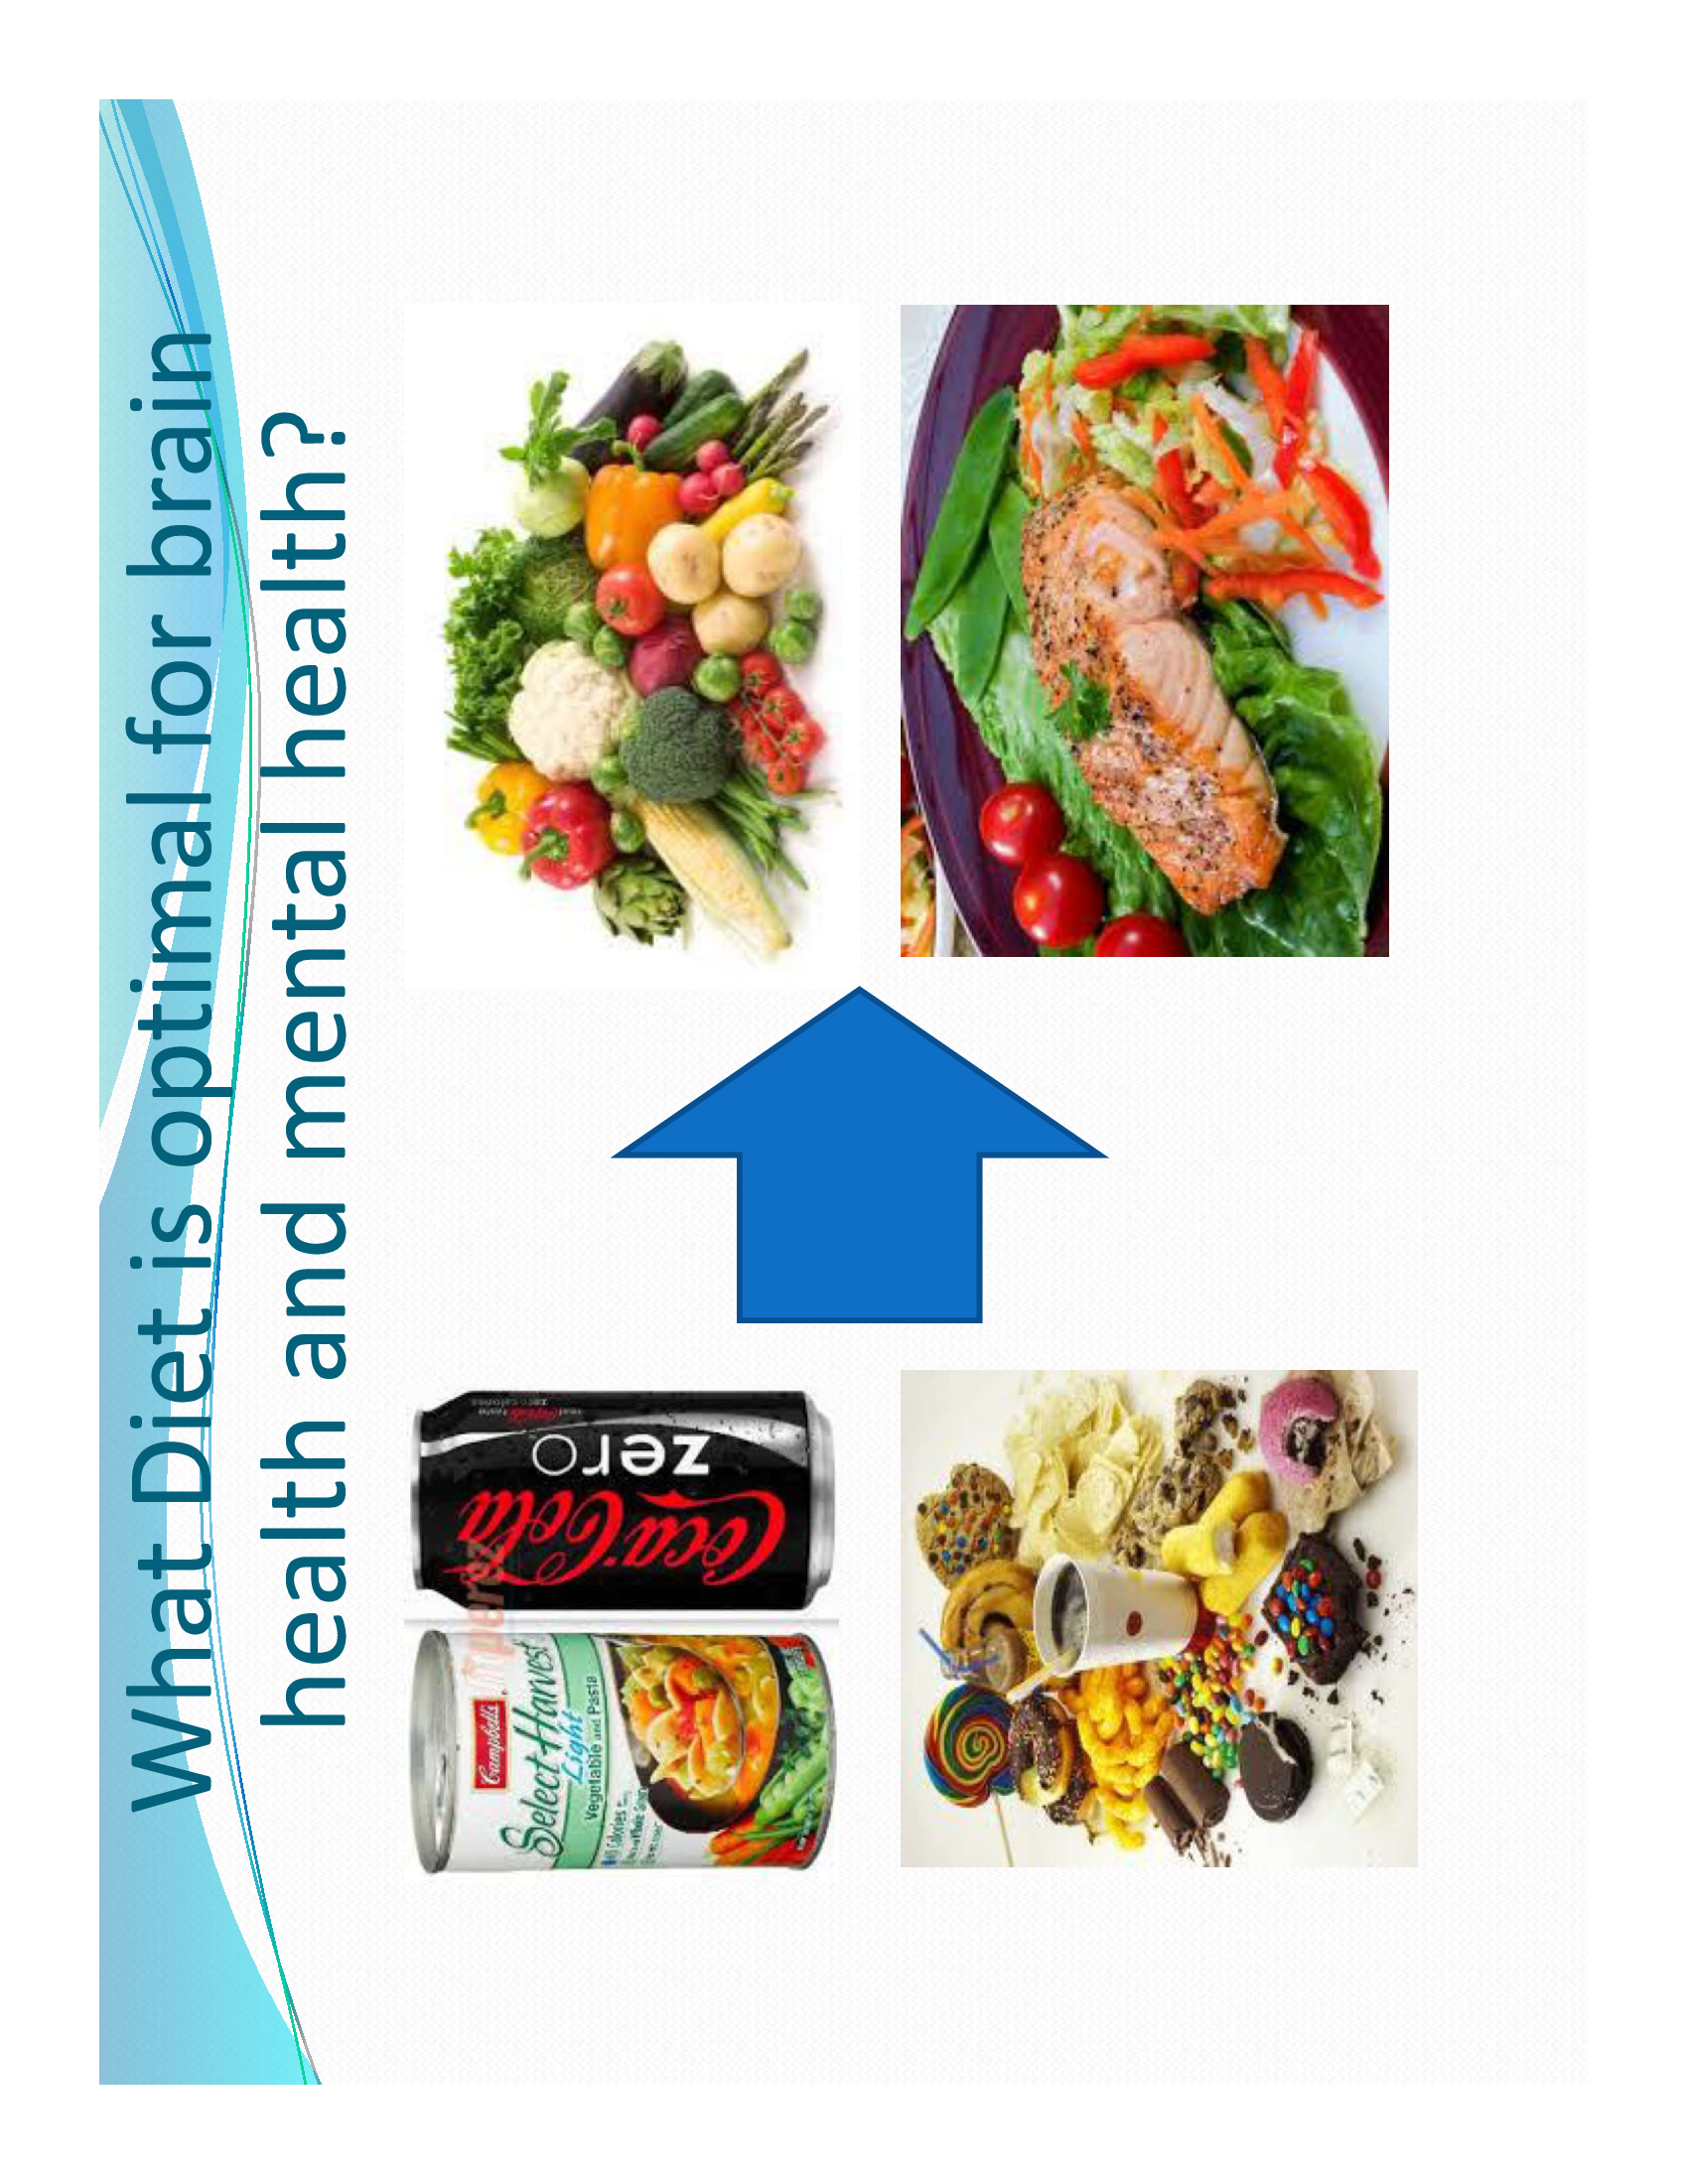 What Diet is optimal for brain
health and mental health?
Campbell's
Select Harvest
Light
Vegetable and Pasta
Coca-Cola
zero